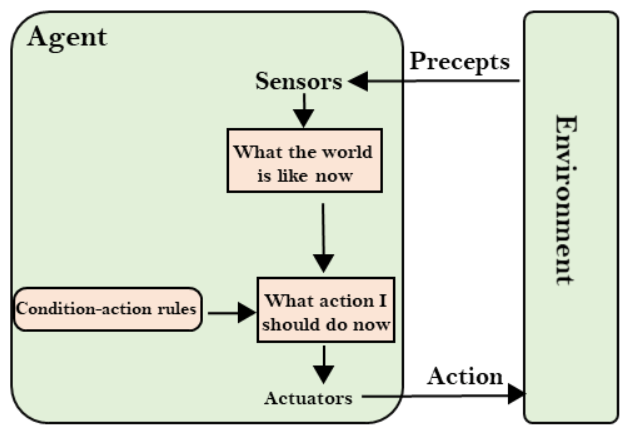 Agent
Precepts
Sensors
What the world
is like now
Environment
Condition-action rules
What action I
should do now
Action
Actuators